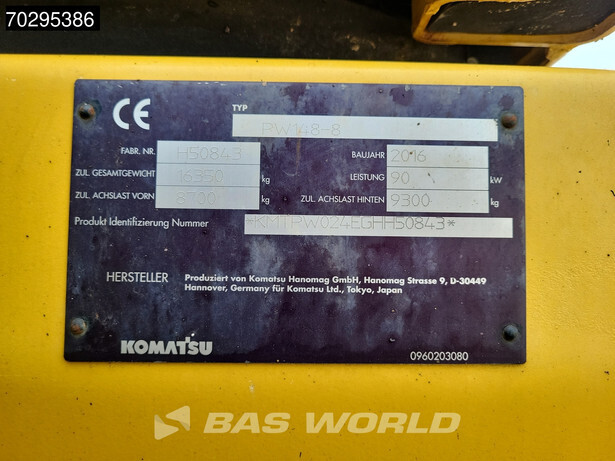 70295386
CE
TYP
PW148-8
FABR. NR. H50843 BAUJAHR 2016
ZUL. GESAMTGEWICHT 16350 kg LEISTUNG 90 kW
ZUL. ACHSLAST VORN kg ZUL. ACHSLAST HINTEN 9300 kg
Produkt Identifizierung Nummer *KMTPW024EGHH50843*
HERSTELLER Produziert von Komatsu Hanomag GmbH, Hanomag Strasse 9, D-30449
Hannover, Germany für Komatsu Ltd., Tokyo, Japan
KOMATSU 0960203080
BAS WORLD